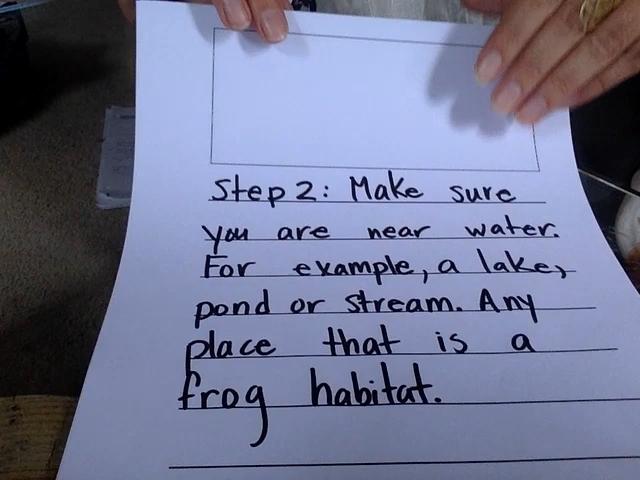 Step 2: Make sure
you are near water.
For example, a lake,
pond or stream. Any
place that is a
frog habitat.